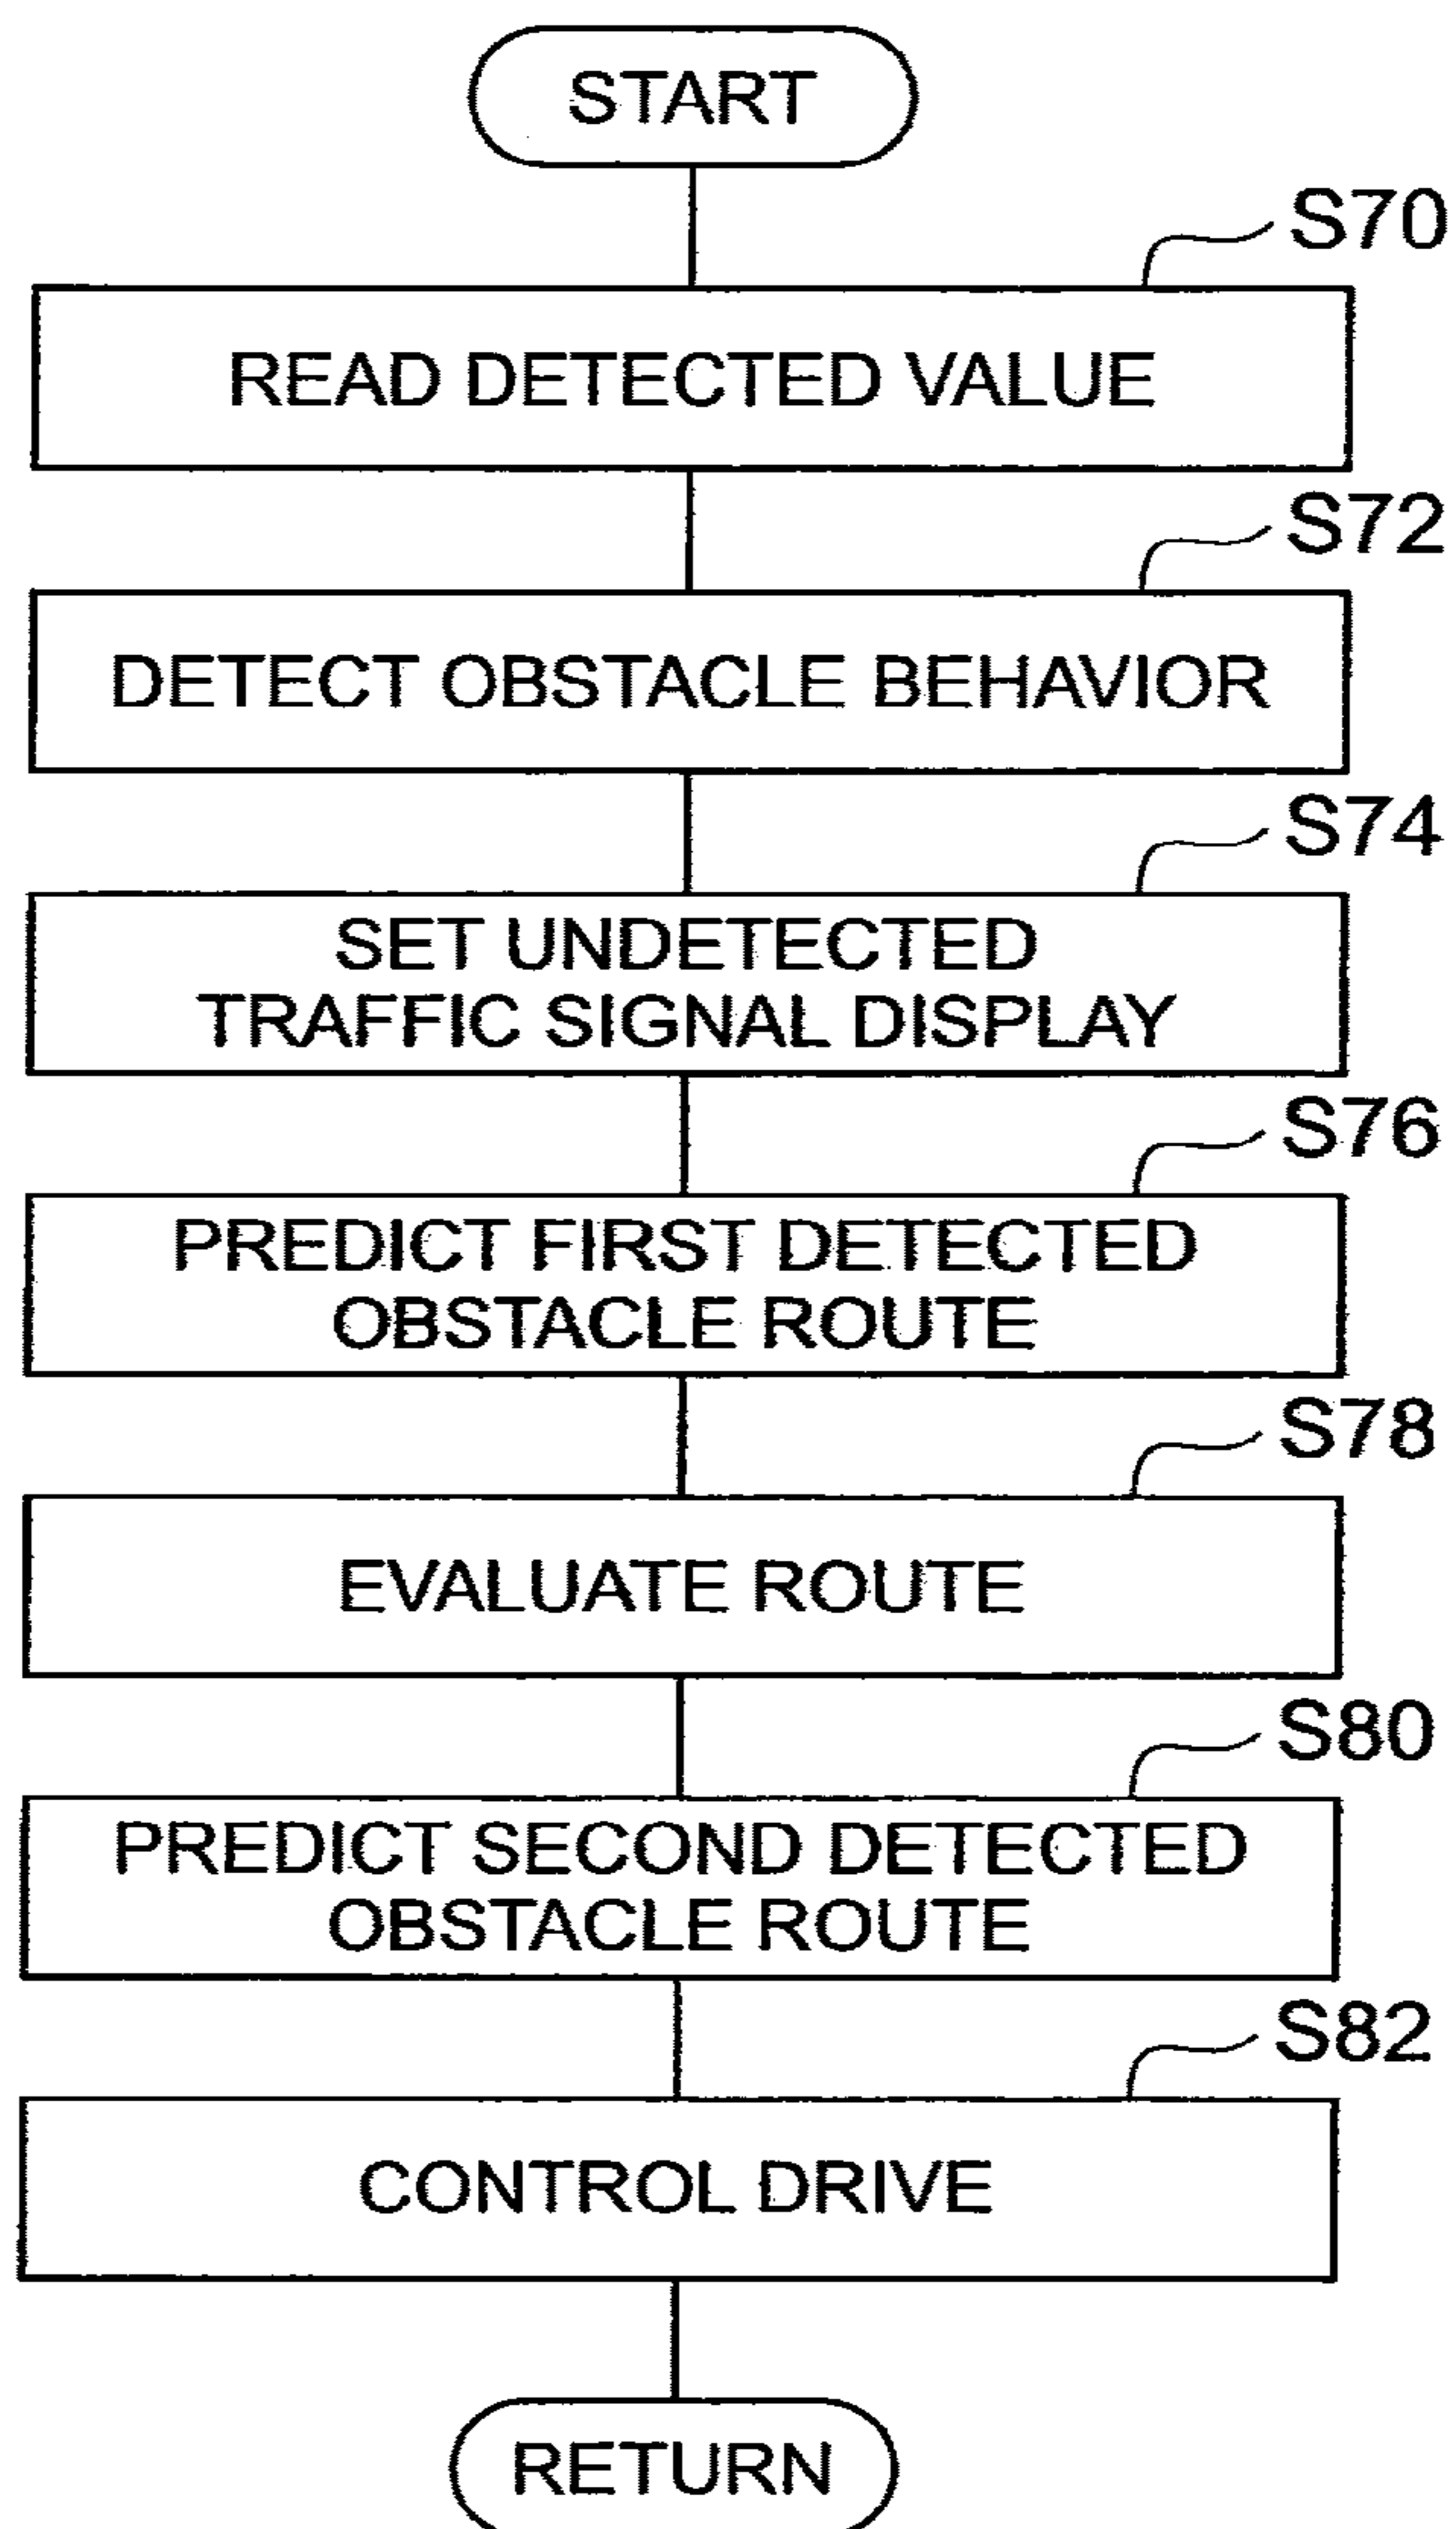 START
S70
READ DETECTED VALUE
S72
DETECT OBSTACLE BEHAVIOR
S74
SET UNDETECTED
TRAFFIC SIGNAL DISPLAY
S76
PREDICT FIRST DETECTED
OBSTACLE ROUTE
S78
EVALUATE ROUTE
S80
PREDICT SECOND DETECTED
OBSTACLE ROUTE
S82
CONTROL DRIVE
RETURN